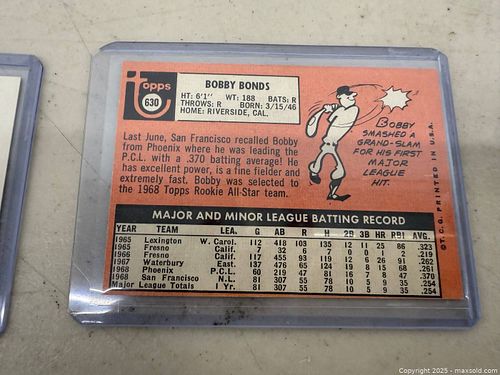 topps
630
BOBBY BONDS
HT: 6'1" WT: 188 BATS: R
THROWS: R BORN: 3/15/46
HOME: RIVERSIDE, CAL.
Last June, San Francisco recalled Bobby
from Phoenix where he was leading the
P.C.L. with a .370 batting average! He
has excellent power, is a fine fielder and
extremely fast. Bobby was selected to
the 1968 Topps Rookie All-Star team.
BOBBY
SMASHED A
GRAND-SLAM
FOR HIS FIRST
MAJOR
LEAGUE
HIT.
©T.C.G. PRINTED IN U.S.A.
MAJOR AND MINOR LEAGUE BATTING RECORD
YEAR TEAM LEA. G AB R H 2B 3B HR RBI AVG.
1965 Lexington W. Carol. 112 418 103 135 12 11 25 86 .323
1965 Fresno Calif. 7 32 6 7 1 0 1 2 .219
1966 Fresno Calif. 117 455 93 119 12 6 26 91 .262
1967 Waterbury East. 137 476 65 124 19 8 15 68 .261
1968 Phoenix P.C.L. 60 219 47 81 16 7 8 47 .370
1968 San Francisco N.L. 81 307 55 78 10 5 9 35 .254
Major League Totals 1 Yr. 81 307 55 78 10 5 9 35 .254
Copyright 2025 - maxsold.com